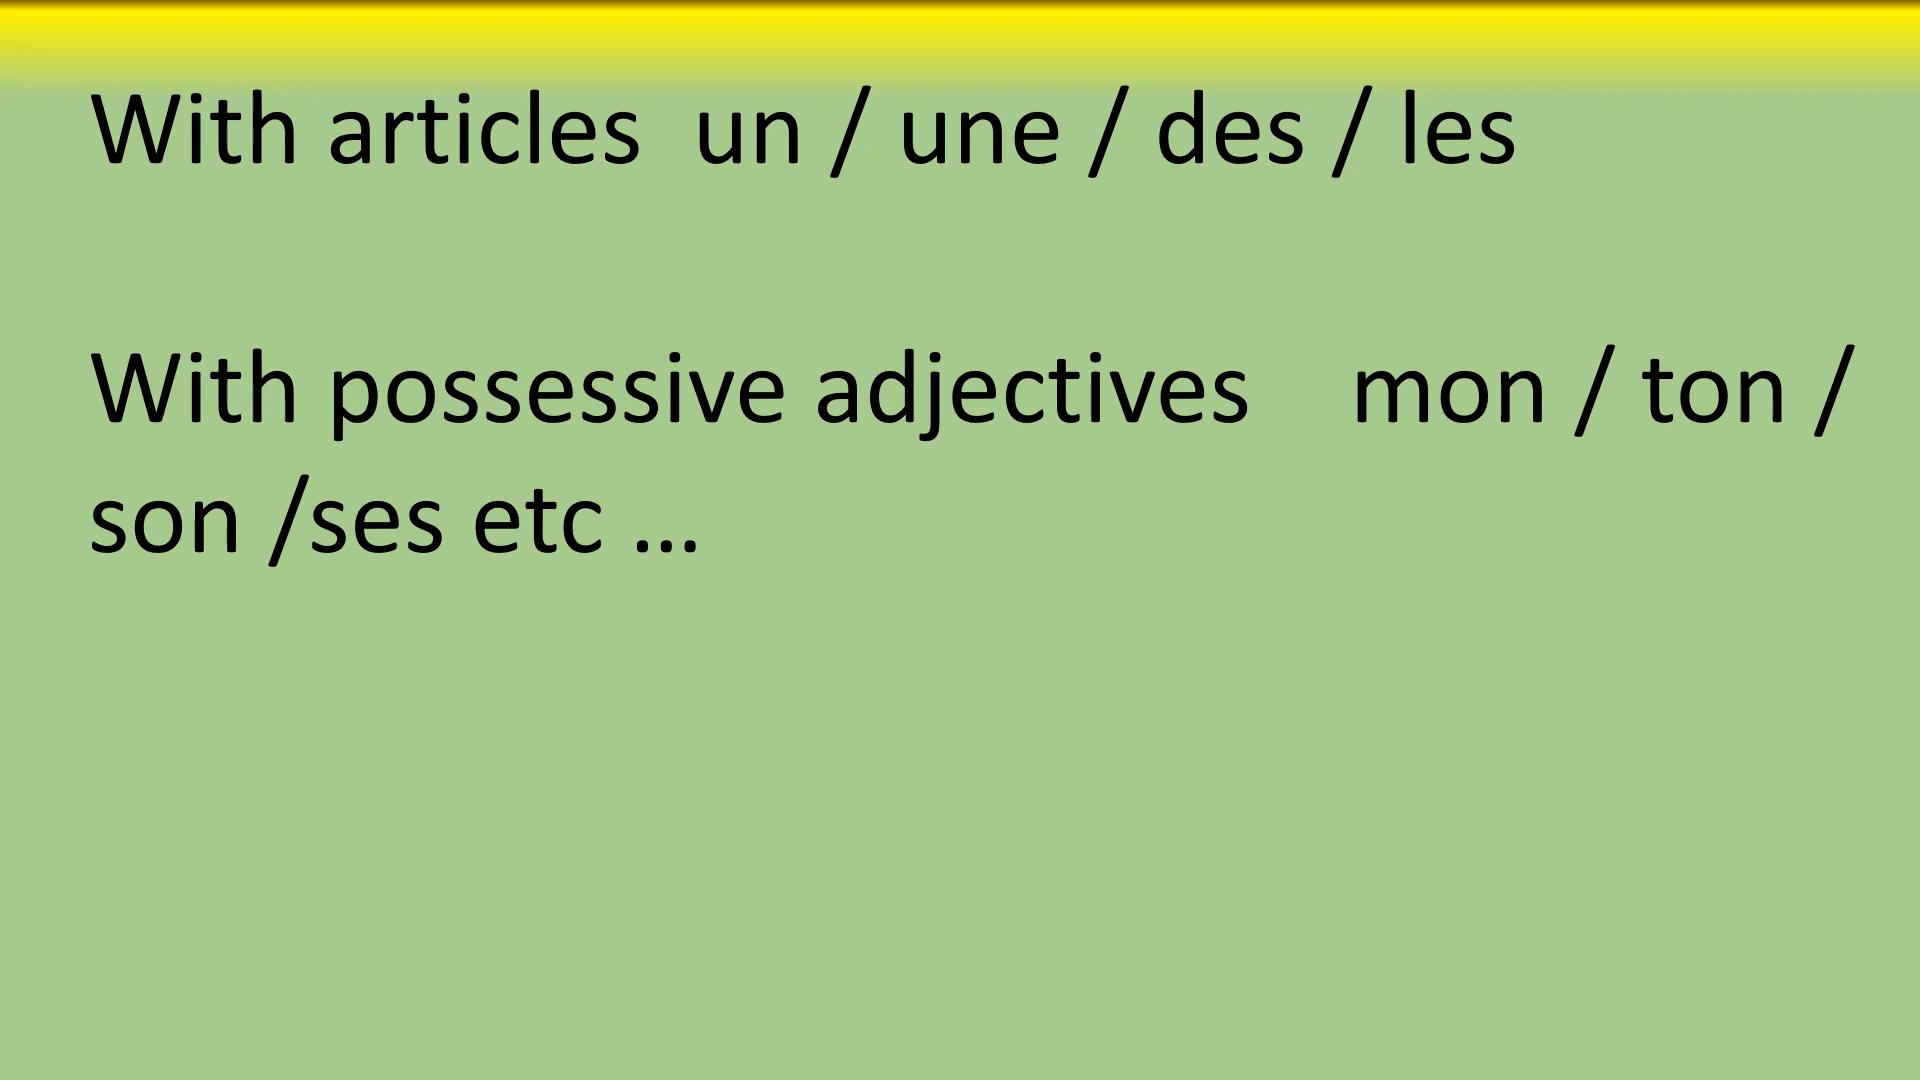 With articles  un / une / des / les
With possessive adjectives    mon / ton /
son /ses etc …